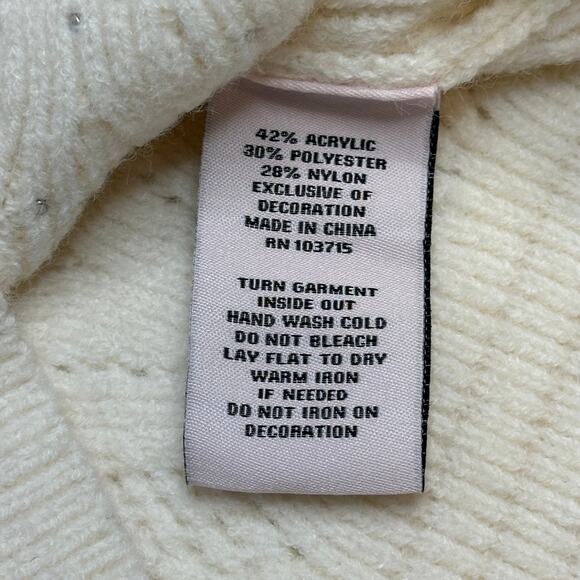 42% ACRYLIC
30% POLYESTER
28% NYLON
EXCLUSIVE OF
DECORATION
MADE IN CHINA
RN 103715
TURN GARMENT
INSIDE OUT
HAND WASH COLD
DO NOT BLEACH
LAY FLAT TO DRY
WARM IRON
IF NEEDED
DO NOT IRON ON
DECORATION